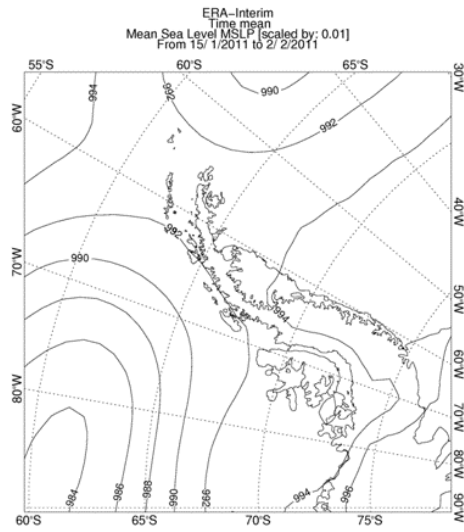 ERA-Interim
Time mean
Mean Sea Level MSLP [scaled by: 0.01]
From 15/ 1/2011 to 2/ 2/2011
55°S 60°S 65°S 30°W
994 992 990
60°W
992
40°W
992
70°W
990
50°W
994
60°W
80°W
70°W
80°W
984 986 988 990 992 994 996
90°W
60°S 65°S 70°S 75°S